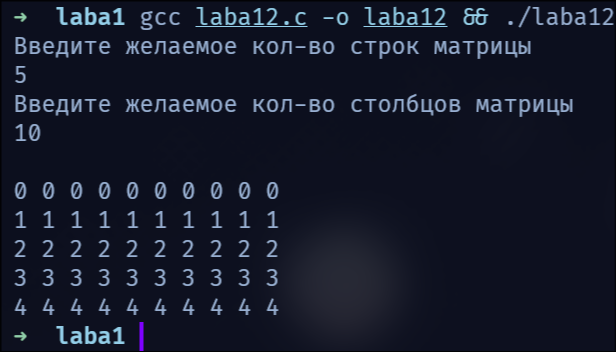 ➜ laba1 gcc laba12.c -o laba12 && ./laba12
Введите желаемое кол-во строк матрицы
5
Введите желаемое кол-во столбцов матрицы
10
0 0 0 0 0 0 0 0 0 0
1 1 1 1 1 1 1 1 1 1
2 2 2 2 2 2 2 2 2 2
3 3 3 3 3 3 3 3 3 3
4 4 4 4 4 4 4 4 4 4
➜ laba1